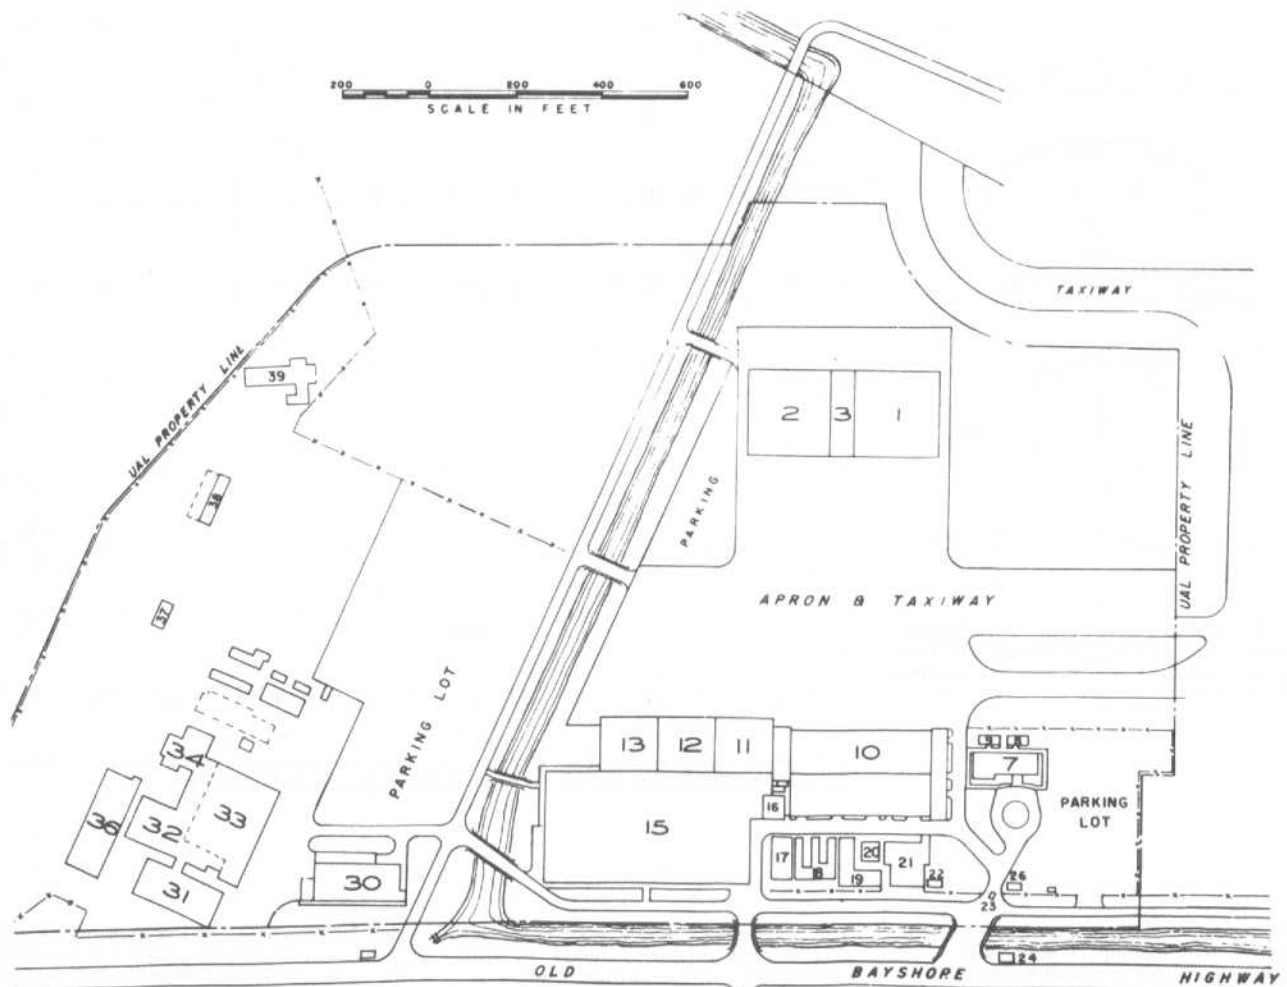 200 0 200 400 600
SCALE IN FEET
TAXIWAY
UAL PROPERTY LINE
39
2 3 1
UAL PROPERTY LINE
38
PARKING
37
APRON & TAXIWAY
PARKING LOT
34
13 12 11 10
9 8
7
36
32
33
15
16
PARKING
LOT
17 18 20 21
19 22 26
31
30
23
24
OLD BAYSHORE HIGHWAY